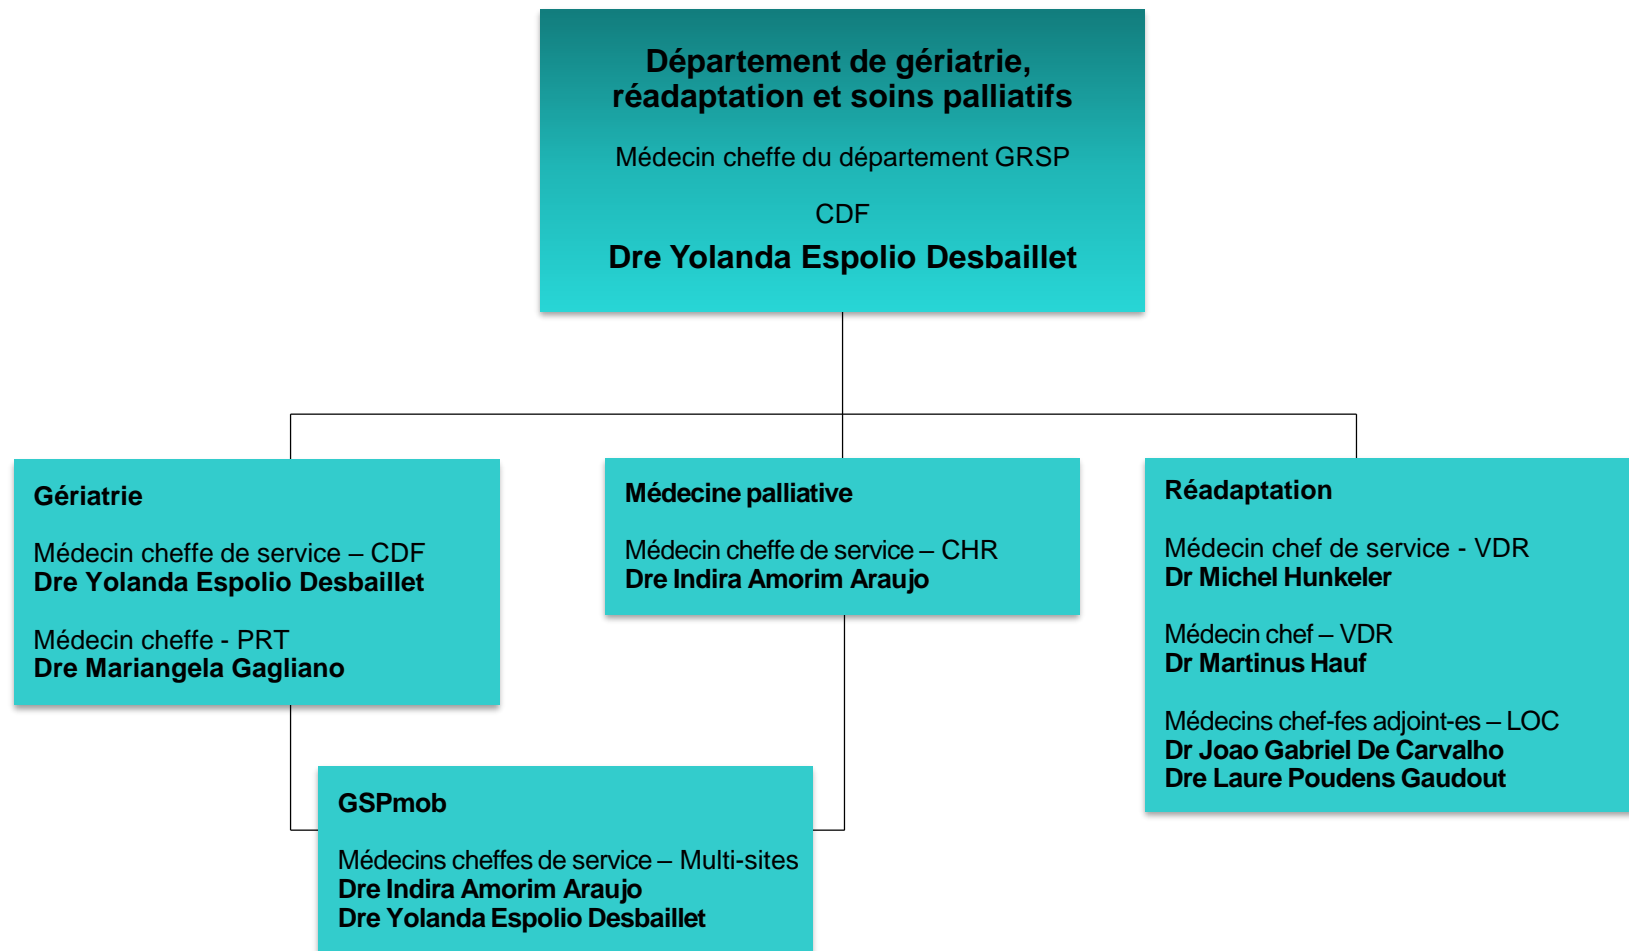 Département de gériatrie,
réadaptation et soins palliatifs
Médecin cheffe du département GRSP
CDF
Dre Yolanda Espolio Desbaillet
Gériatrie
Médecin cheffe de service – CDF
Dre Yolanda Espolio Desbaillet
Médecin cheffe - PRT
Dre Mariangela Gagliano
Médecine palliative
Médecin cheffe de service – CHR
Dre Indira Amorim Araujo
Réadaptation
Médecin chef de service - VDR
Dr Michel Hunkeler
Médecin chef – VDR
Dr Martinus Hauf
Médecins chef-fes adjoint-es – LOC
Dr Joao Gabriel De Carvalho
Dre Laure Poudens Gaudout
GSPmob
Médecins cheffes de service – Multi-sites
Dre Indira Amorim Araujo
Dre Yolanda Espolio Desbaillet